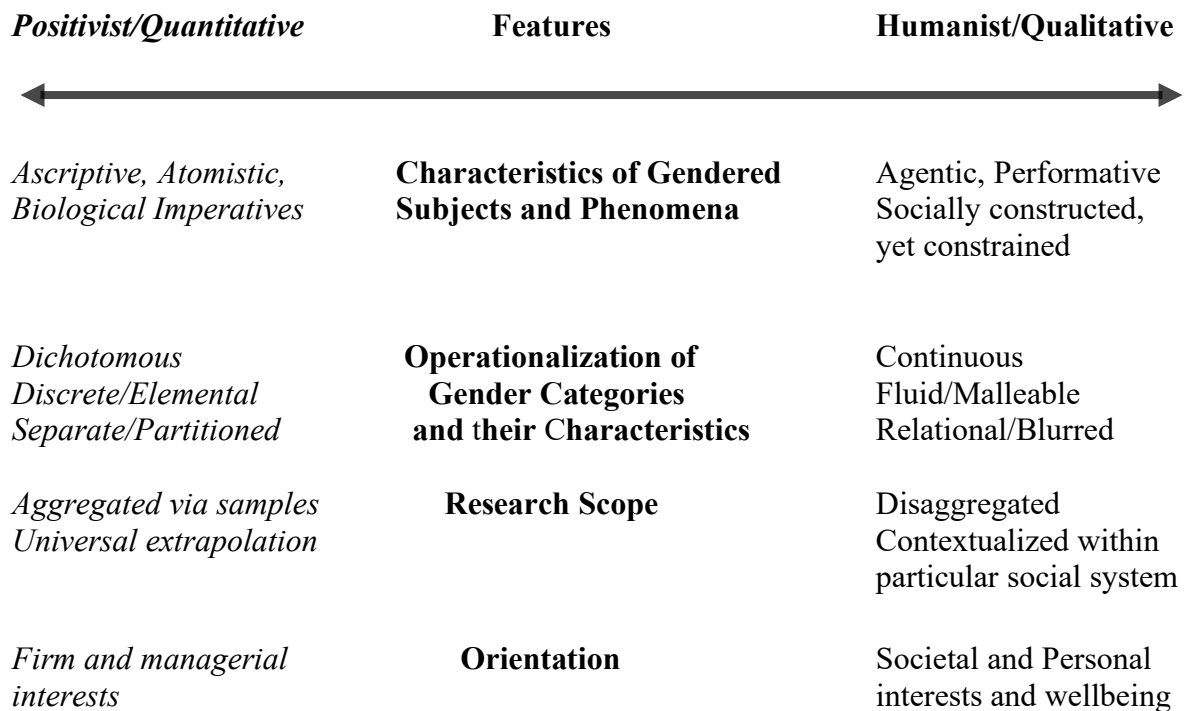 Positivist/Quantitative Features Humanist/Qualitative
Ascriptive, Atomistic, Characteristics of Gendered Agentic, Performative
Biological Imperatives Subjects and Phenomena Socially constructed,
yet constrained
Dichotomous Operationalization of Continuous
Discrete/Elemental Gender Categories Fluid/Malleable
Separate/Partitioned and their Characteristics Relational/Blurred
Aggregated via samples Research Scope Disaggregated
Universal extrapolation Contextualized within
particular social system
Firm and managerial Orientation Societal and Personal
interests interests and wellbeing